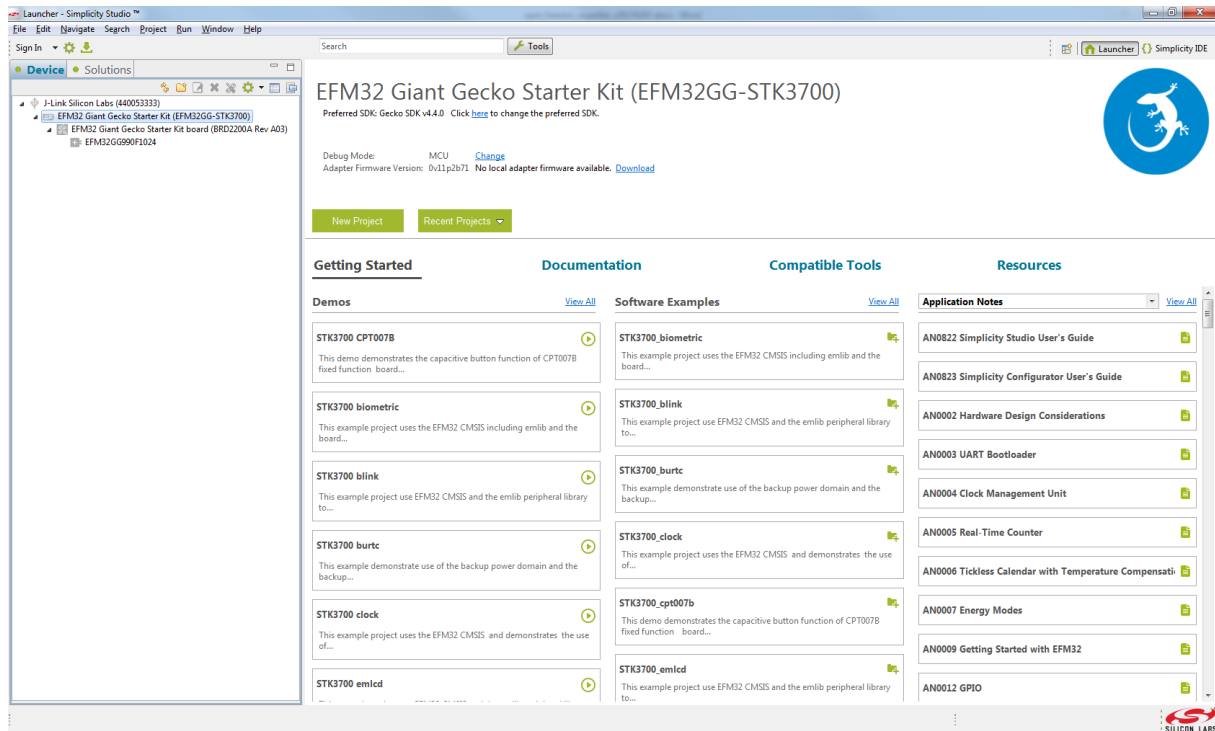 Launcher - Simplicity Studio ™
File Edit Navigate Search Project Run Window Help
Sign In
Search
Tools
Launcher
Simplicity IDE
Device
Solutions
J-Link Silicon Labs (440053333)
EFM32 Giant Gecko Starter Kit (EFM32GG-STK3700)
EFM32 Giant Gecko Starter Kit board (BRD2200A Rev A03)
EFM32GG990F1024
EFM32 Giant Gecko Starter Kit (EFM32GG-STK3700)
Preferred SDK: Gecko SDK v4.4.0 Click here to change the preferred SDK.
Debug Mode: MCU Change
Adapter Firmware Version: 0v11p2b71 No local adapter firmware available. Download
New Project
Recent Projects
Getting Started
Documentation
Compatible Tools
Resources
Demos
View All
STK3700 CPT007B
This demo demonstrates the capacitive button function of CPT007B
fixed function board...
STK3700 biometric
This example project uses the EFM32 CMSIS including emlib and the
board...
STK3700 blink
This example project use EFM32 CMSIS and the emlib peripheral library
to...
STK3700 burtc
This example demonstrate use of the backup power domain and the
backup...
STK3700 clock
This example project uses the EFM32 CMSIS and demonstrates the use
of...
STK3700 emlcd
Software Examples
View All
STK3700_biometric
This example project uses the EFM32 CMSIS including emlib and the
board...
STK3700_blink
This example project use EFM32 CMSIS and the emlib peripheral library
to...
STK3700_burtc
This example demonstrate use of the backup power domain and the
backup...
STK3700_clock
This example project uses the EFM32 CMSIS and demonstrates the use
of...
STK3700_cpt007b
This demo demonstrates the capacitive button function of CPT007B
fixed function board...
STK3700_emlcd
This example project use EFM32 CMSIS and the emlib peripheral library
to...
Application Notes
View All
AN0822 Simplicity Studio User's Guide
AN0823 Simplicity Configurator User's Guide
AN0002 Hardware Design Considerations
AN0003 UART Bootloader
AN0004 Clock Management Unit
AN0005 Real-Time Counter
AN0006 Tickless Calendar with Temperature Compensati
AN0007 Energy Modes
AN0009 Getting Started with EFM32
AN0012 GPIO
SILICON LABS